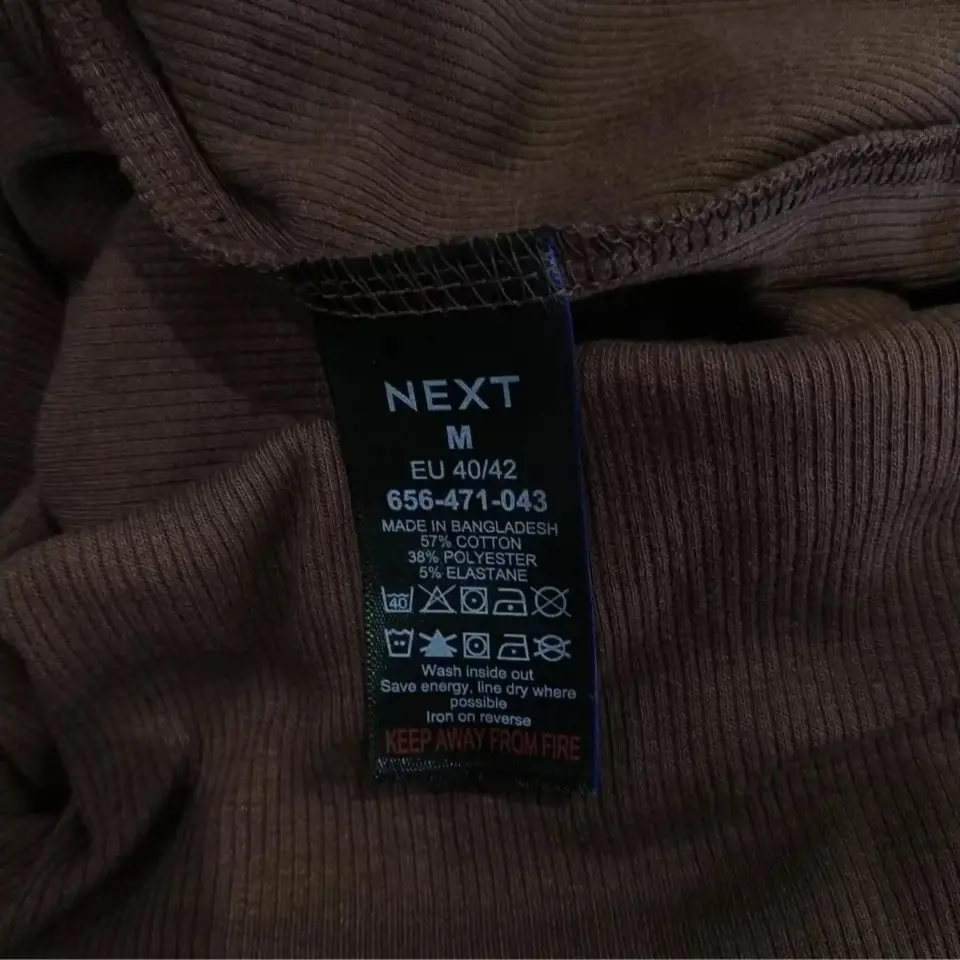 NEXT
M
EU 40/42
656-471-043
MADE IN BANGLADESH
57% COTTON
38% POLYESTER
5% ELASTANE
40
Wash inside out
Save energy, line dry where
possible
Iron on reverse
KEEP AWAY FROM FIRE